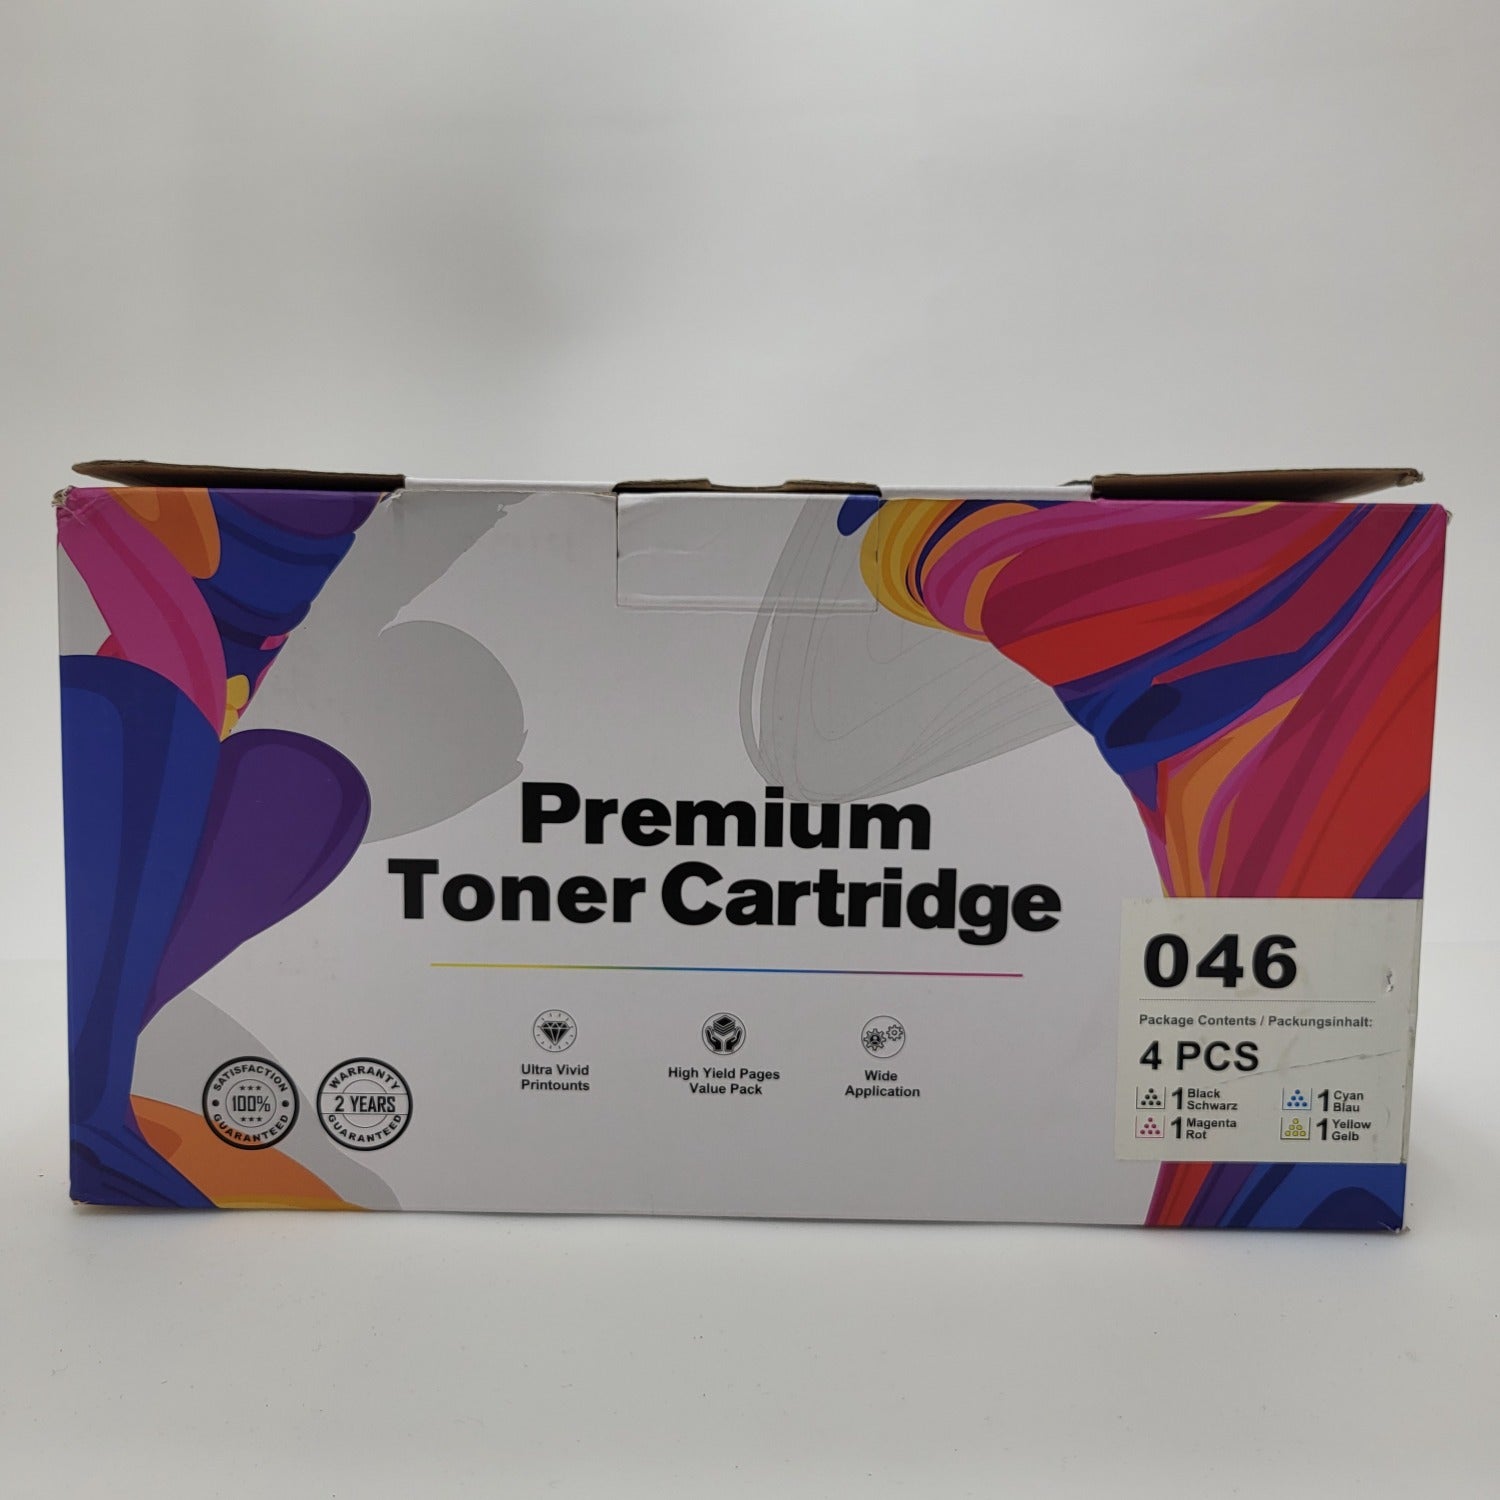 Premium
Toner Cartridge
Ultra Vivid
Printounts
High Yield Pages
Value Pack
Wide
Application
SATISFACTION
100%
GUARANTEED
WARRANTY
2 YEARS
GUARANTEED
046
Package Contents / Packungsinhalt:
4 PCS
1 Black
Schwarz
1 Cyan
Blau
1 Magenta
Rot
1 Yellow
Gelb